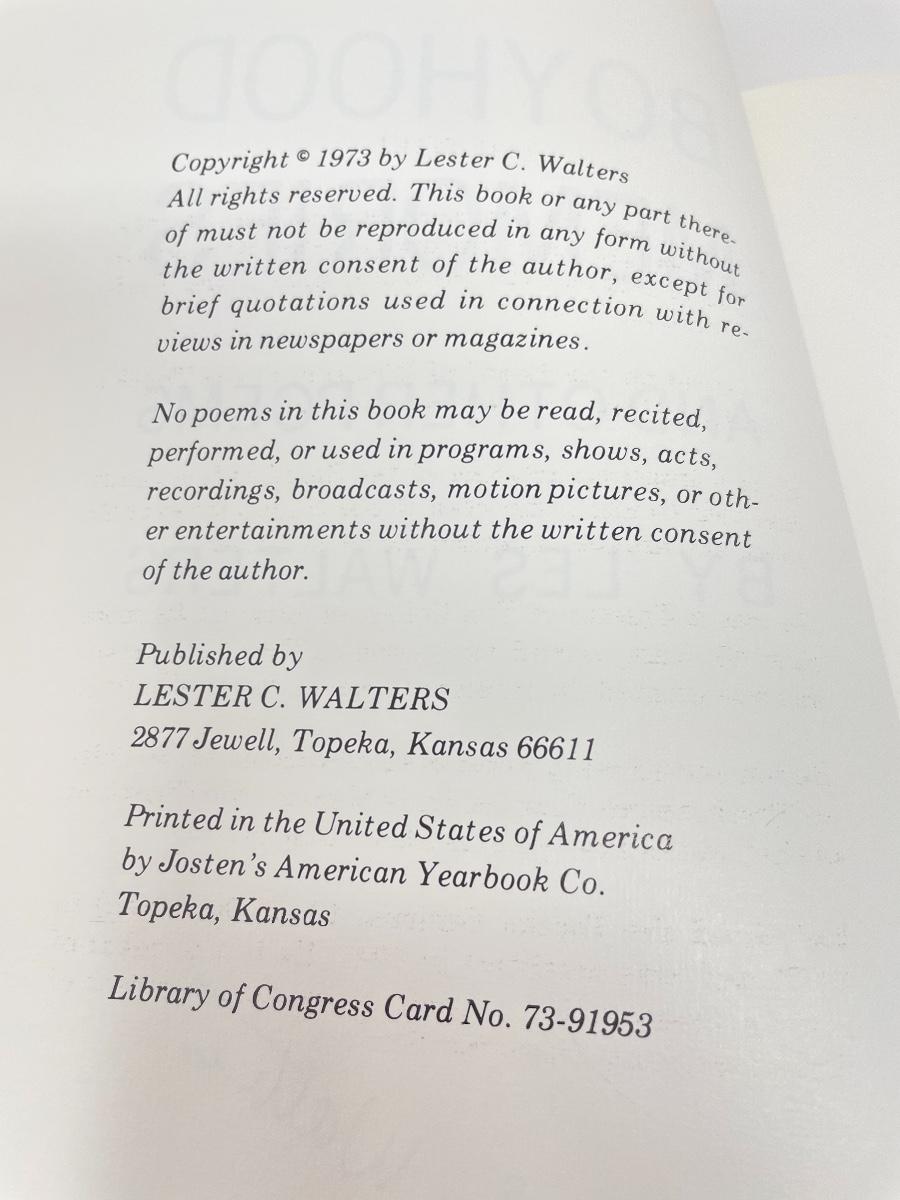 Copyright © 1973 by Lester C. Walters
All rights reserved. This book or any part there-
of must not be reproduced in any form without
the written consent of the author, except for
brief quotations used in connection with re-
views in newspapers or magazines.
No poems in this book may be read, recited,
performed, or used in programs, shows, acts,
recordings, broadcasts, motion pictures, or oth-
er entertainments without the written consent
of the author.
Published by
LESTER C. WALTERS
2877 Jewell, Topeka, Kansas 66611
Printed in the United States of America
by Josten's American Yearbook Co.
Topeka, Kansas
Library of Congress Card No. 73-91953